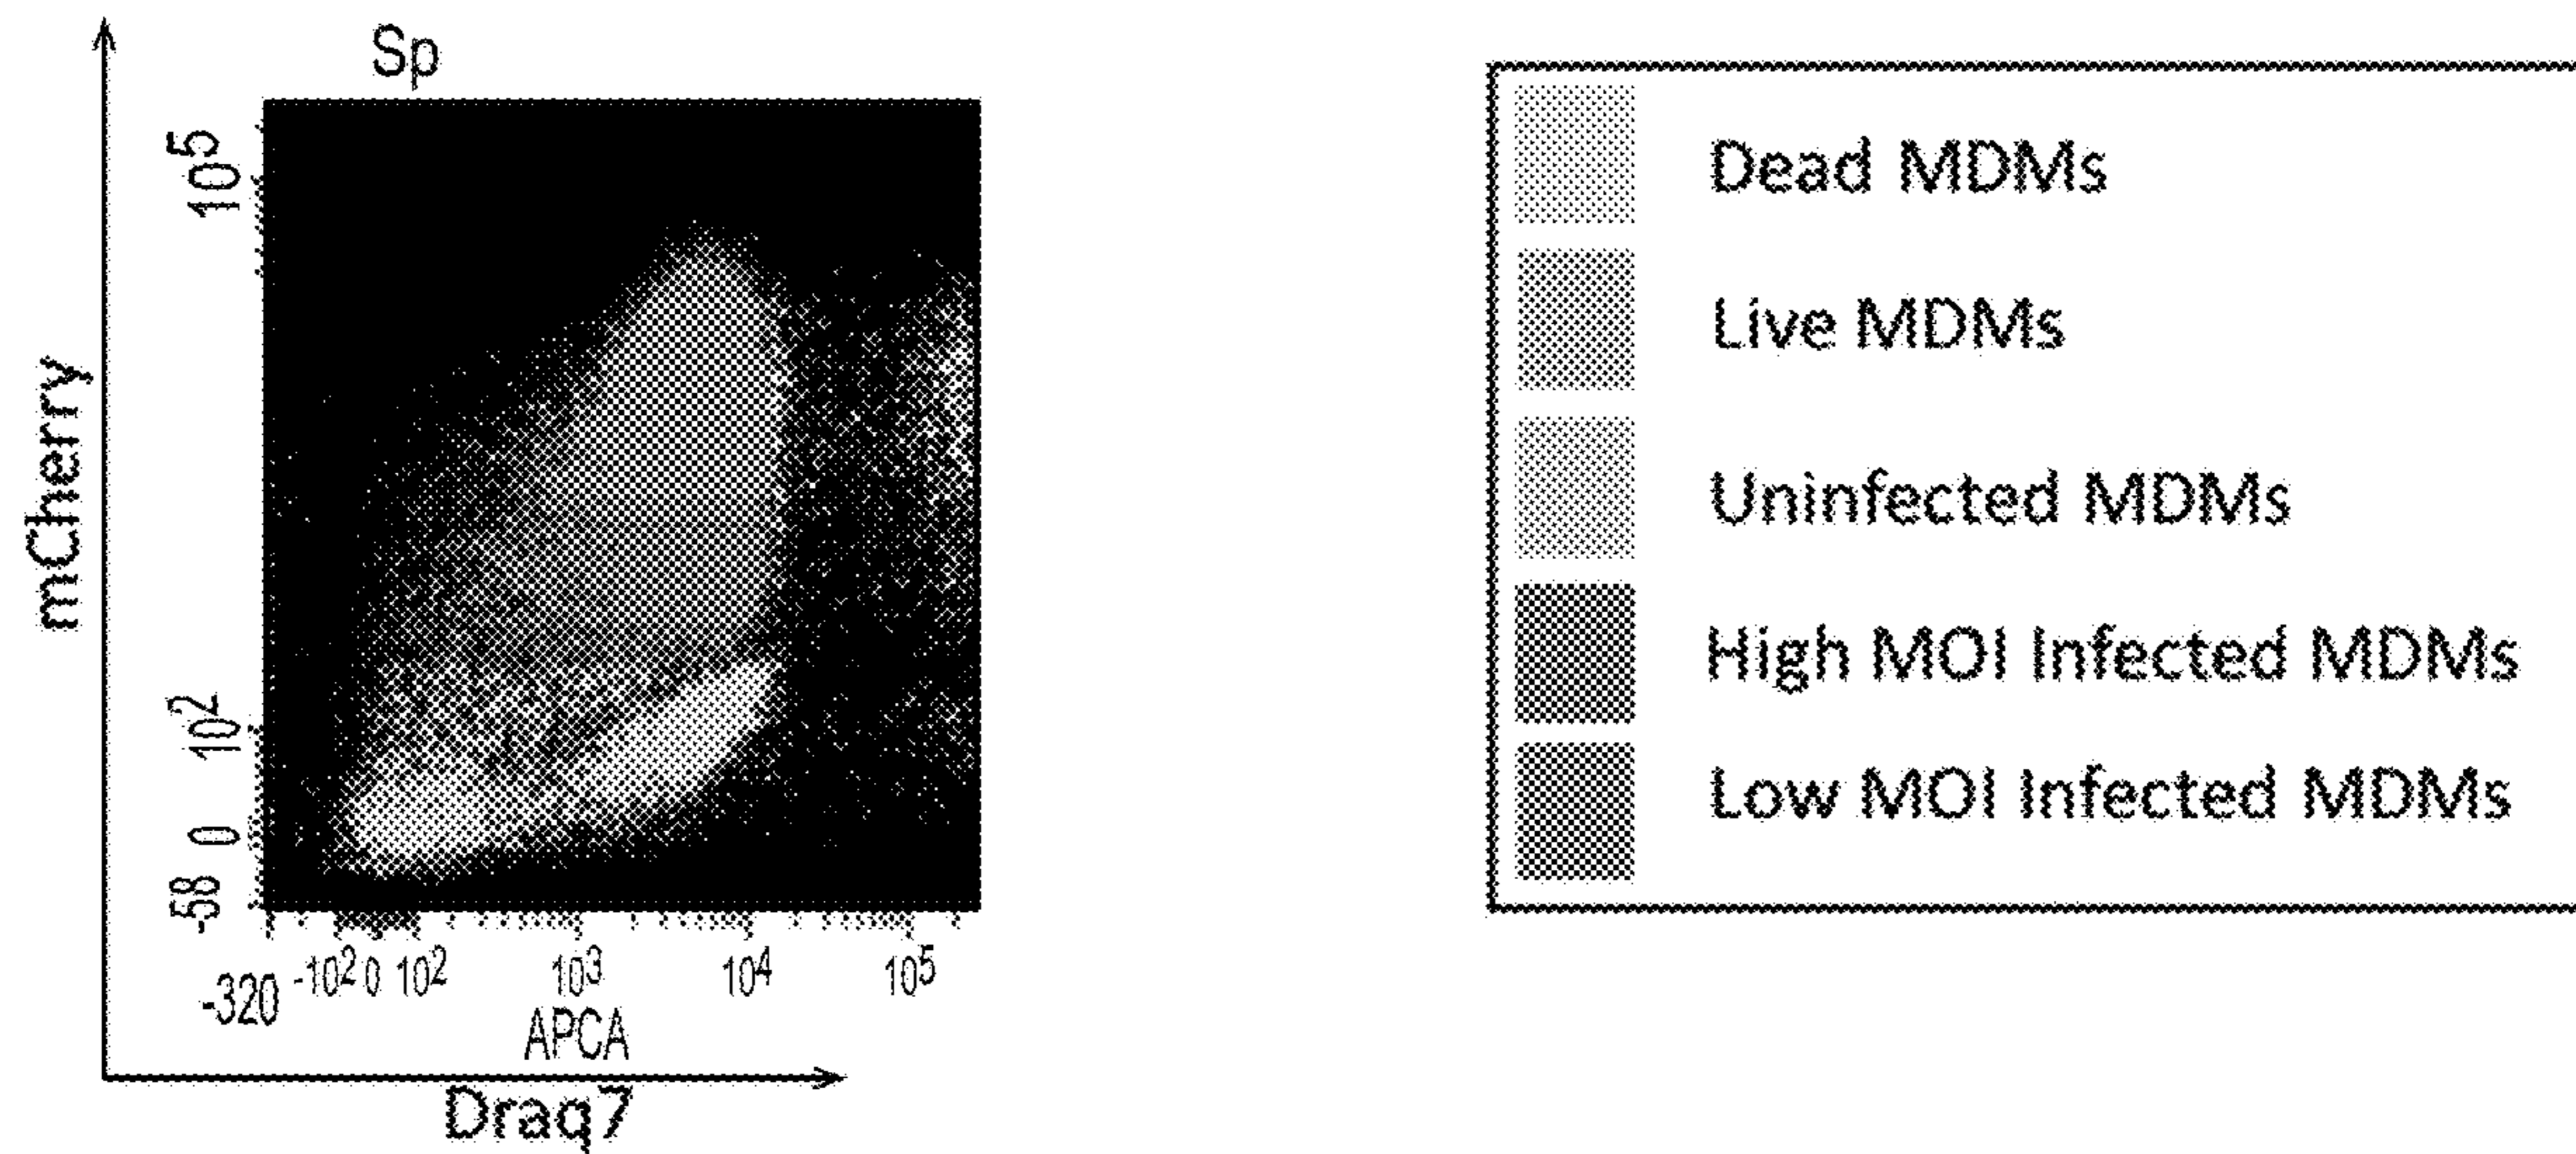 Sp
mCherry
10^5
10^2
0
-58
-320 -10^2 0 10^2 10^3 10^4 10^5
APCA
Draq7
Dead MDMs
Live MDMs
Uninfected MDMs
High MOI Infected MDMs
Low MOI Infected MDMs